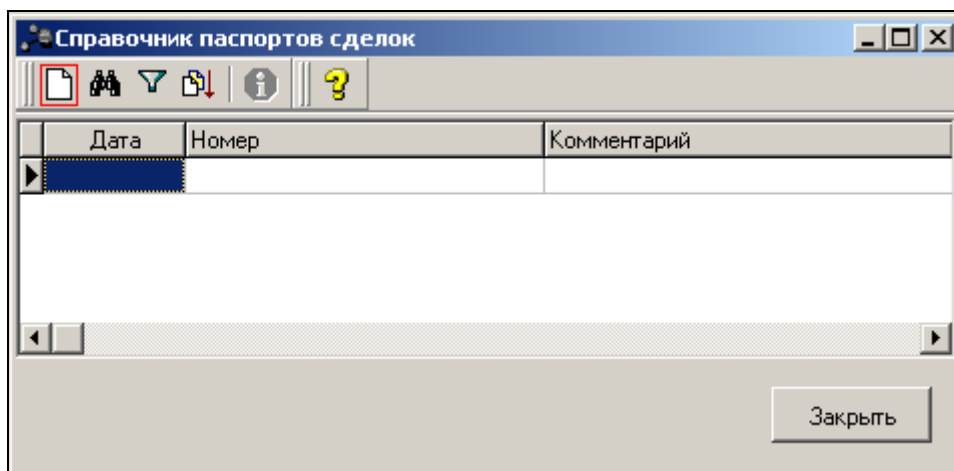 Справочник паспортов сделок
Дата Номер Комментарий
Закрыть